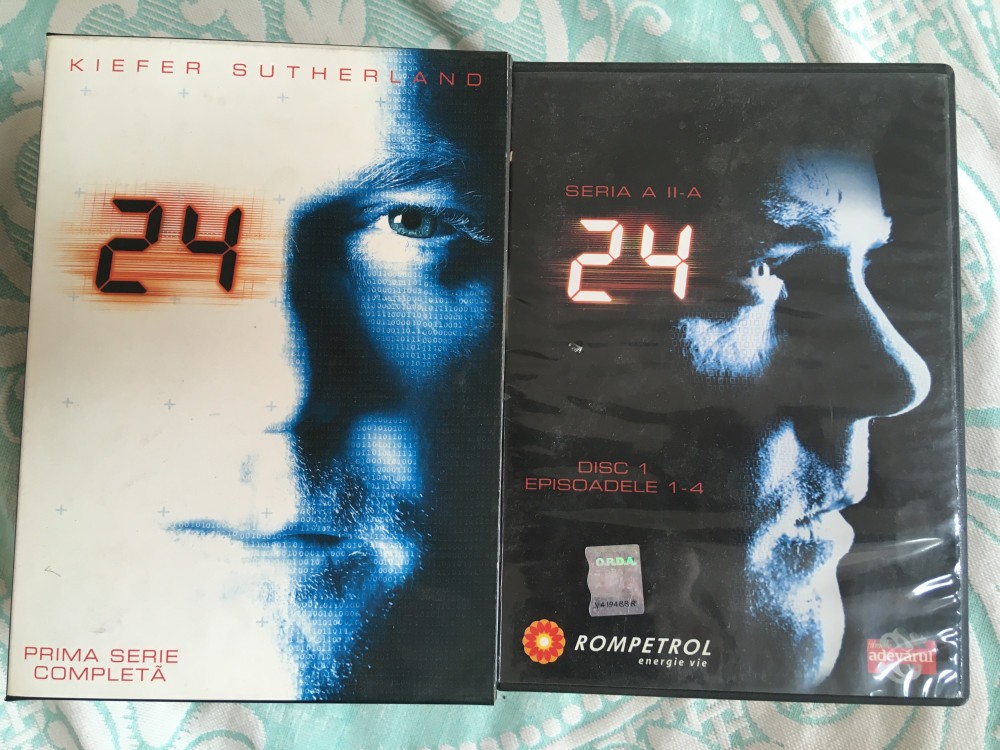 KIEFER SUTHERLAND
24
PRIMA SERIE
COMPLETĂ
SERIA A II-A
24
DISC 1
EPISOADELE 1-4
O.R.D.A.
ROMPETROL
energie vie
adevărul